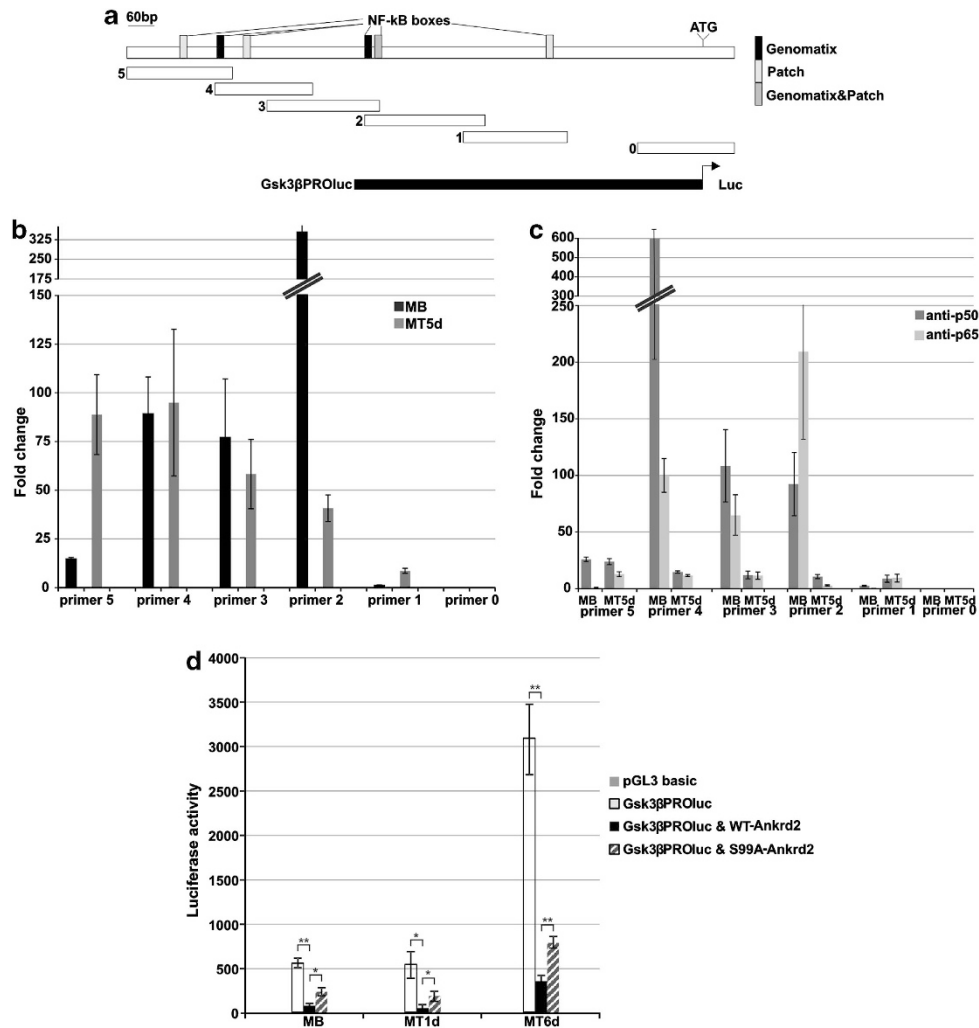 a
60bp
NF-kB boxes
ATG
Genomatix
Patch
Genomatix&Patch
5
4
3
2
1
0
Gsk3βPROluc
Luc
b
325
250
175
150
125
100
75
50
25
0
Fold change
MB
MT5d
primer 5 primer 4 primer 3 primer 2 primer 1 primer 0
c
600
500
400
300
250
200
150
100
50
0
Fold change
anti-p50
anti-p65
MB MT5d MB MT5d MB MT5d MB MT5d MB MT5d MB MT5d
primer 5 primer 4 primer 3 primer 2 primer 1 primer 0
d
4000
3500
3000
2500
2000
1500
1000
500
0
Luciferase activity
** * * * ** **
MB MT1d MT6d
pGL3 basic
Gsk3βPROluc
Gsk3βPROluc & WT-Ankrd2
Gsk3βPROluc & S99A-Ankrd2